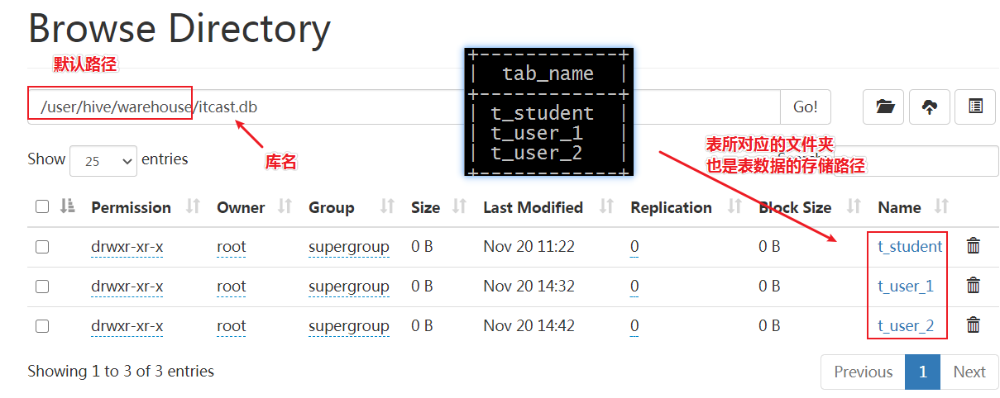 Browse Directory
默认路径
/user/hive/warehouse/itcast.db
Go!
库名
+-------------+
| tab_name |
+-------------+
| t_student |
| t_user_1 |
| t_user_2 |
+-------------+
表所对应的文件夹
也是表数据的存储路径
Show 25 entries
Permission Owner Group Size Last Modified Replication Block Size Name
drwxr-xr-x root supergroup 0 B Nov 20 11:22 0 0 B t_student
drwxr-xr-x root supergroup 0 B Nov 20 14:32 0 0 B t_user_1
drwxr-xr-x root supergroup 0 B Nov 20 14:42 0 0 B t_user_2
Showing 1 to 3 of 3 entries
Previous 1 Next